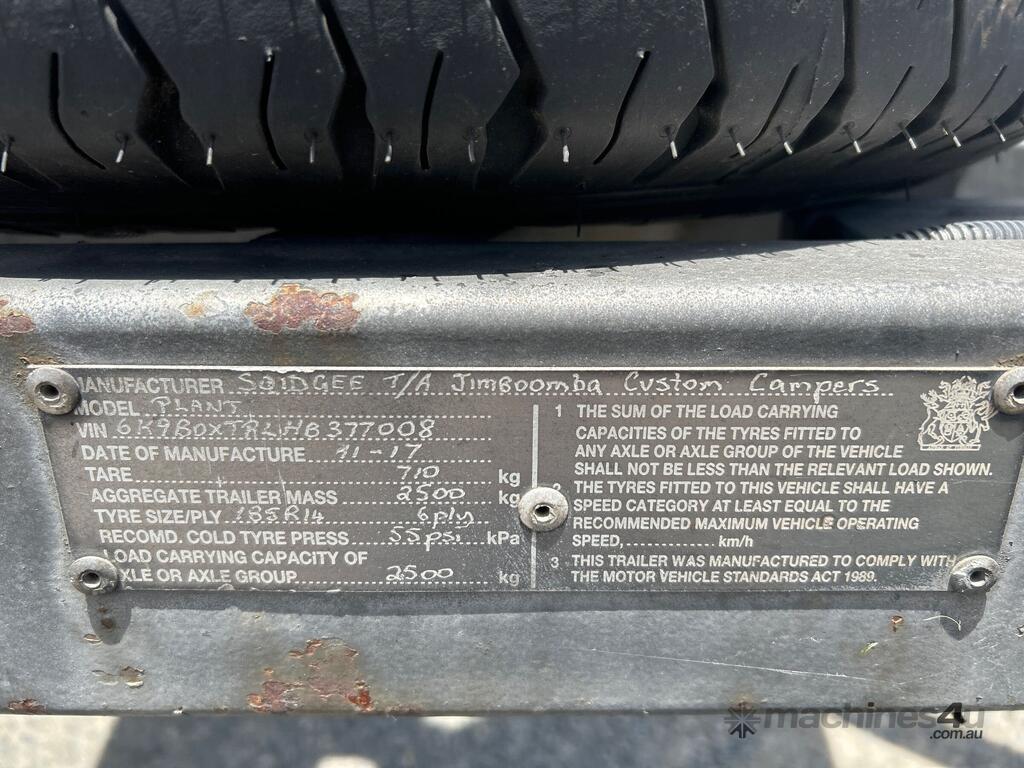 MANUFACTURER SQIDGEE T/A JIMBOOMBA CUSTOM CAMPERS
MODEL PLANT
VIN 6K9BOXTRLHB377008
DATE OF MANUFACTURE 11-17
TARE 710 kg
AGGREGATE TRAILER MASS 2500 kg
TYRE SIZE/PLY 185R14 6ply
RECOMD. COLD TYRE PRESS 55psi kPa
LOAD CARRYING CAPACITY OF
AXLE OR AXLE GROUP 2500 kg
1 THE SUM OF THE LOAD CARRYING
CAPACITIES OF THE TYRES FITTED TO
ANY AXLE OR AXLE GROUP OF THE VEHICLE
SHALL NOT BE LESS THAN THE RELEVANT LOAD SHOWN.
2 THE TYRES FITTED TO THIS VEHICLE SHALL HAVE A
SPEED CATEGORY AT LEAST EQUAL TO THE
RECOMMENDED MAXIMUM VEHICLE OPERATING
SPEED, ............ km/h
3 THIS TRAILER WAS MANUFACTURED TO COMPLY WITH
THE MOTOR VEHICLE STANDARDS ACT 1989.
machines4u
.com.au